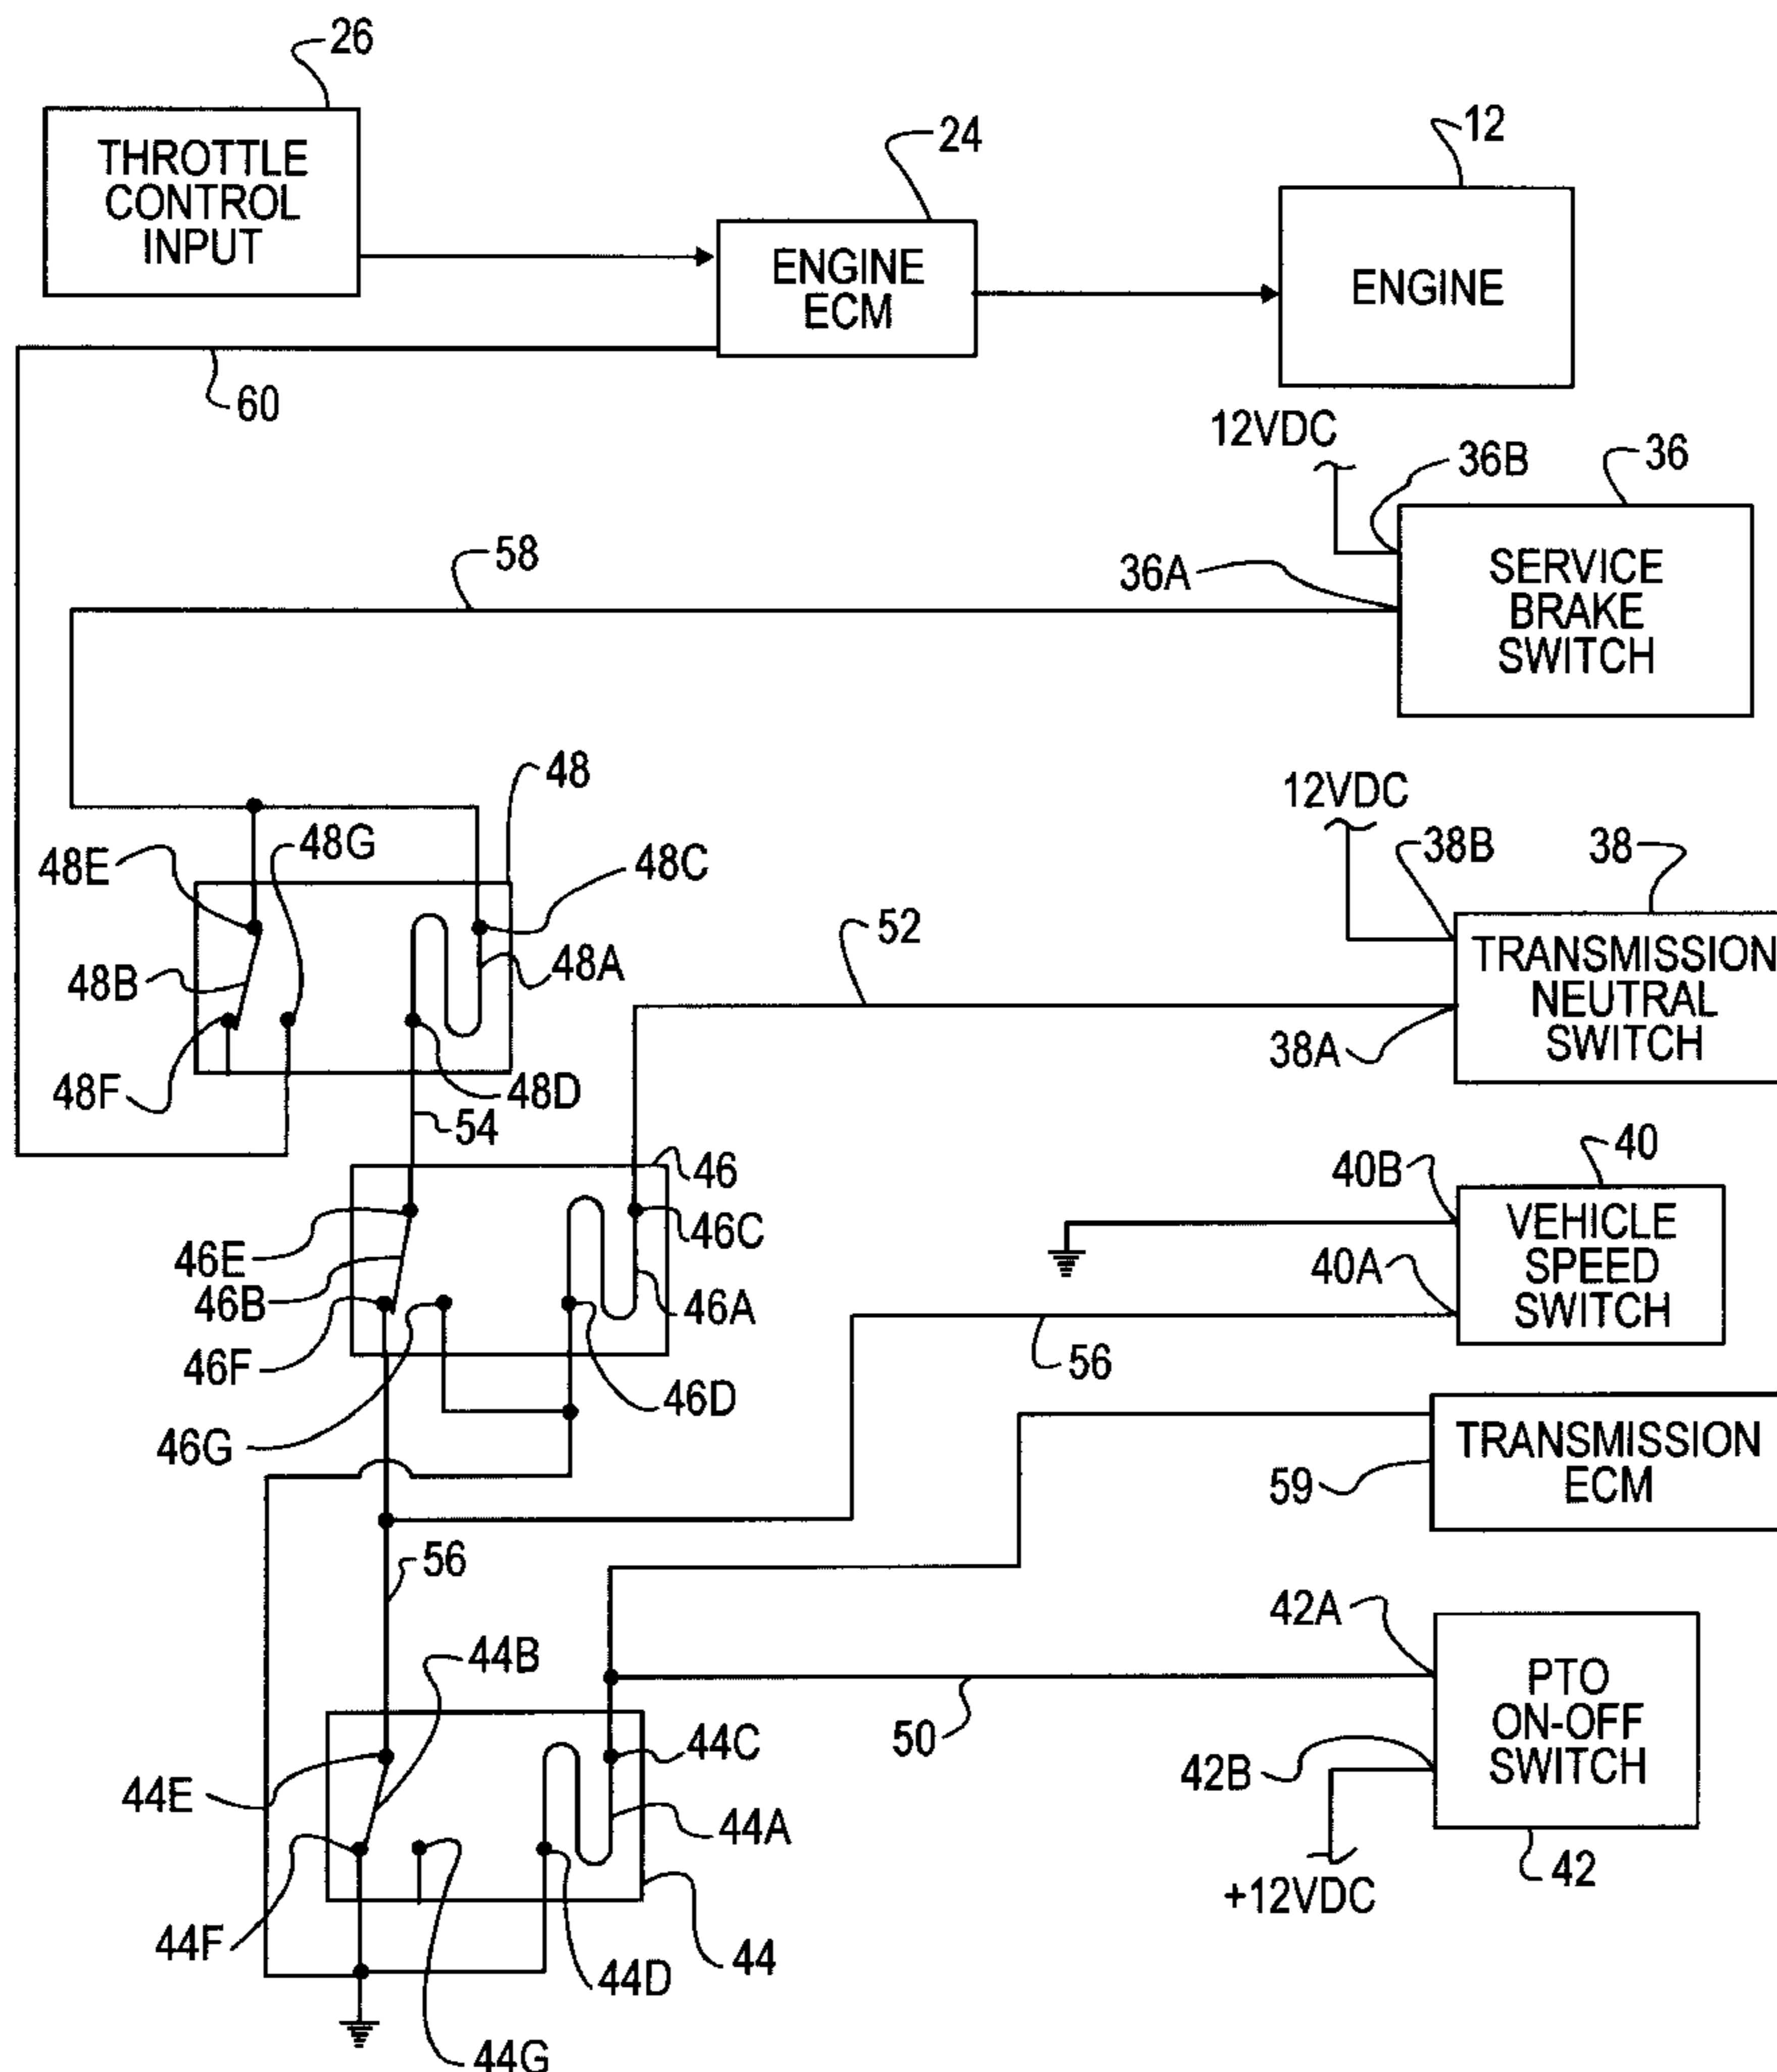 26
THROTTLE
CONTROL
INPUT
24
ENGINE
ECM
12
ENGINE
60
12VDC
36B
36
36A
SERVICE
BRAKE
SWITCH
58
48
48E
48G
48C
48B
48A
48F
48D
54
12VDC
38B
38
52
TRANSMISSION
NEUTRAL
SWITCH
38A
46
46E
46C
46B
46A
46F
46D
46G
40
40B
VEHICLE
SPEED
SWITCH
40A
56
TRANSMISSION
ECM
59
56
42A
44B
PTO
ON-OFF
SWITCH
50
44C
42B
44E
44A
+12VDC
42
44F
44D
44
44G